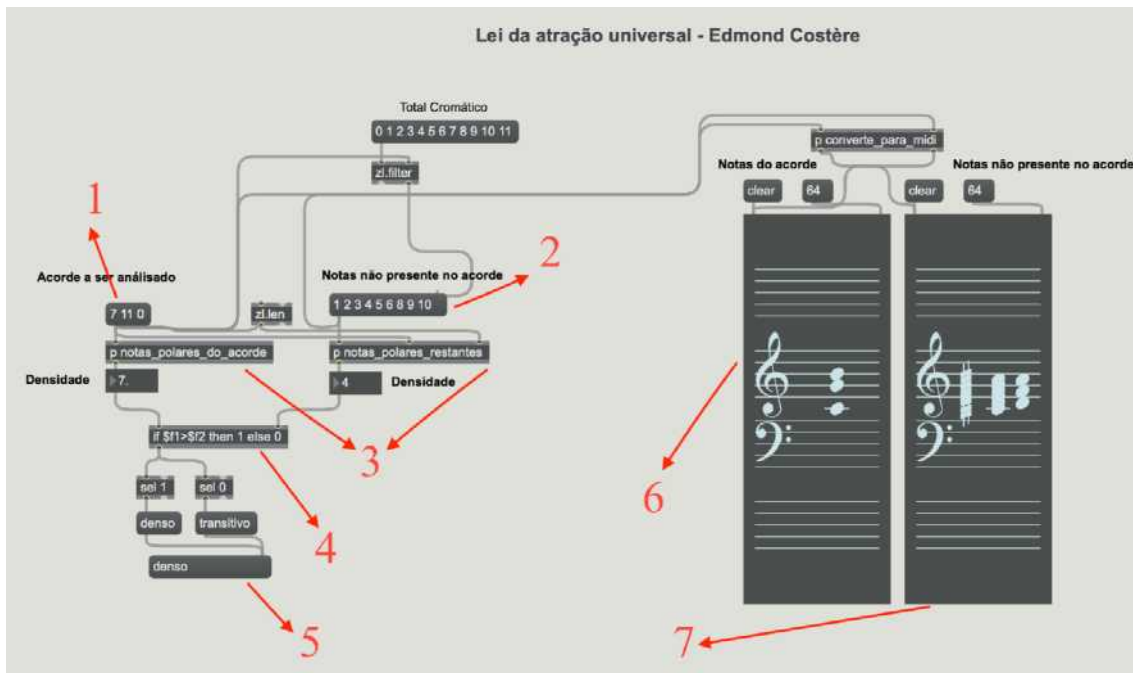 Lei da atração universal - Edmond Costère
Total Cromático
0 1 2 3 4 5 6 7 8 9 10 11
zl.filter
p converte_para_midi
Notas do acorde
Notas não presente no acorde
clear
64
clear
64
1
2
Acorde a ser análisado
Notas não presente no acorde
7 11 0
zl.len
1 2 3 4 5 6 8 9 10
p notas_polares_do_acorde
p notas_polares_restantes
Densidade
7.
4
Densidade
3
if $f1>$f2 then 1 else 0
sel 1
sel 0
4
denso
transitivo
denso
5
6
7